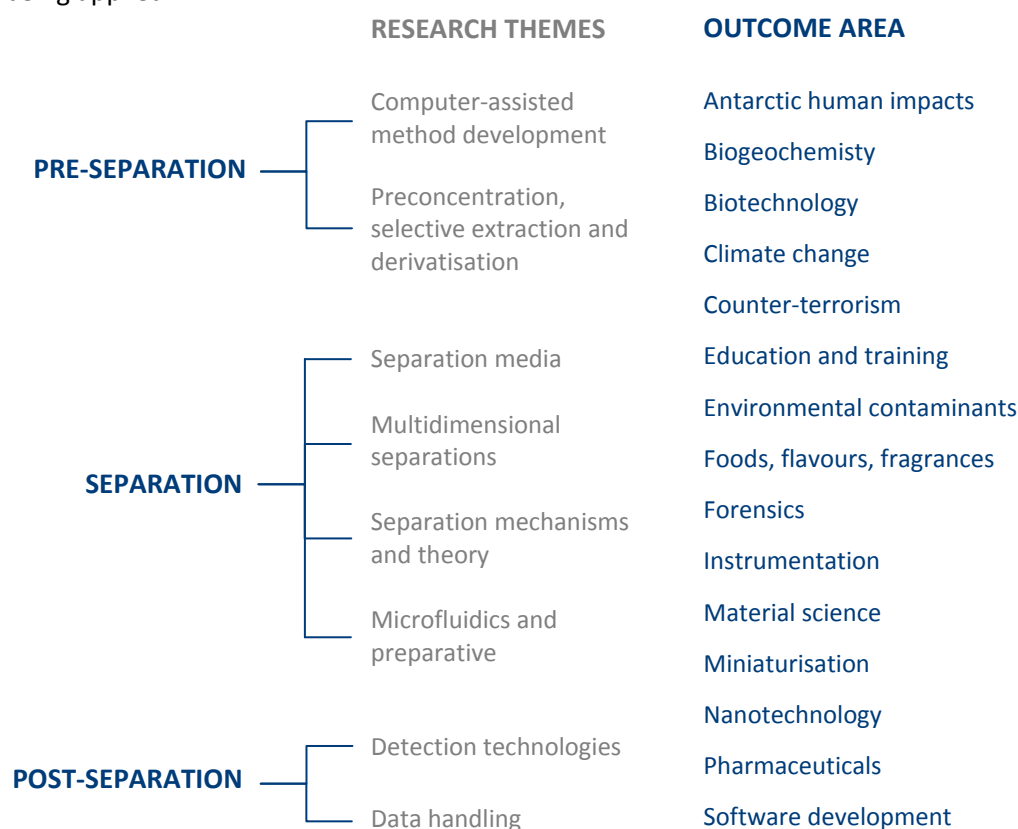 being applied
RESEARCH THEMES
OUTCOME AREA
PRE-SEPARATION
Computer-assisted
method development
Preconcentration,
selective extraction and
derivatisation
SEPARATION
Separation media
Multidimensional
separations
Separation mechanisms
and theory
Microfluidics and
preparative
POST-SEPARATION
Detection technologies
Data handling
Antarctic human impacts
Biogeochemisty
Biotechnology
Climate change
Counter-terrorism
Education and training
Environmental contaminants
Foods, flavours, fragrances
Forensics
Instrumentation
Material science
Miniaturisation
Nanotechnology
Pharmaceuticals
Software development